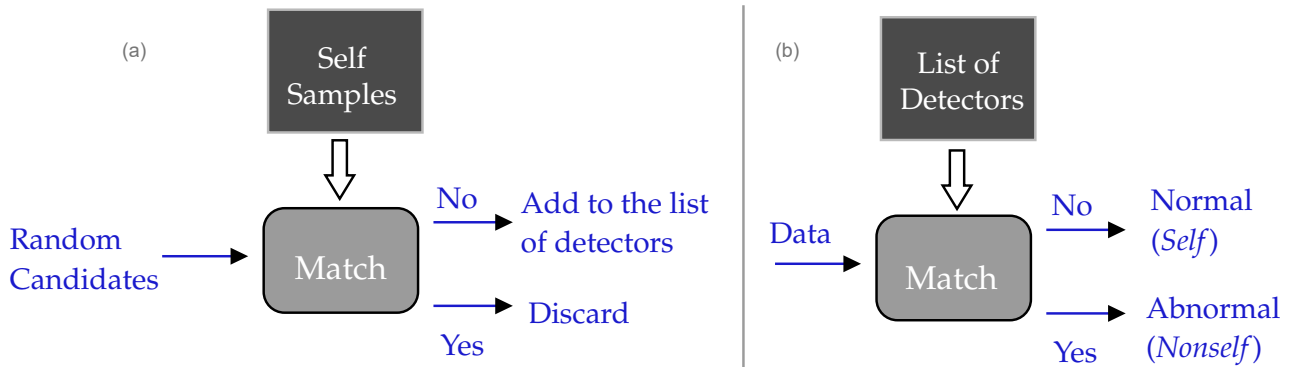 (a)
Self
Samples
Random
Candidates
Match
No
Add to the list
of detectors
Yes
Discard
(b)
List of
Detectors
Data
Match
No
Normal
(Self)
Yes
Abnormal
(Nonself)